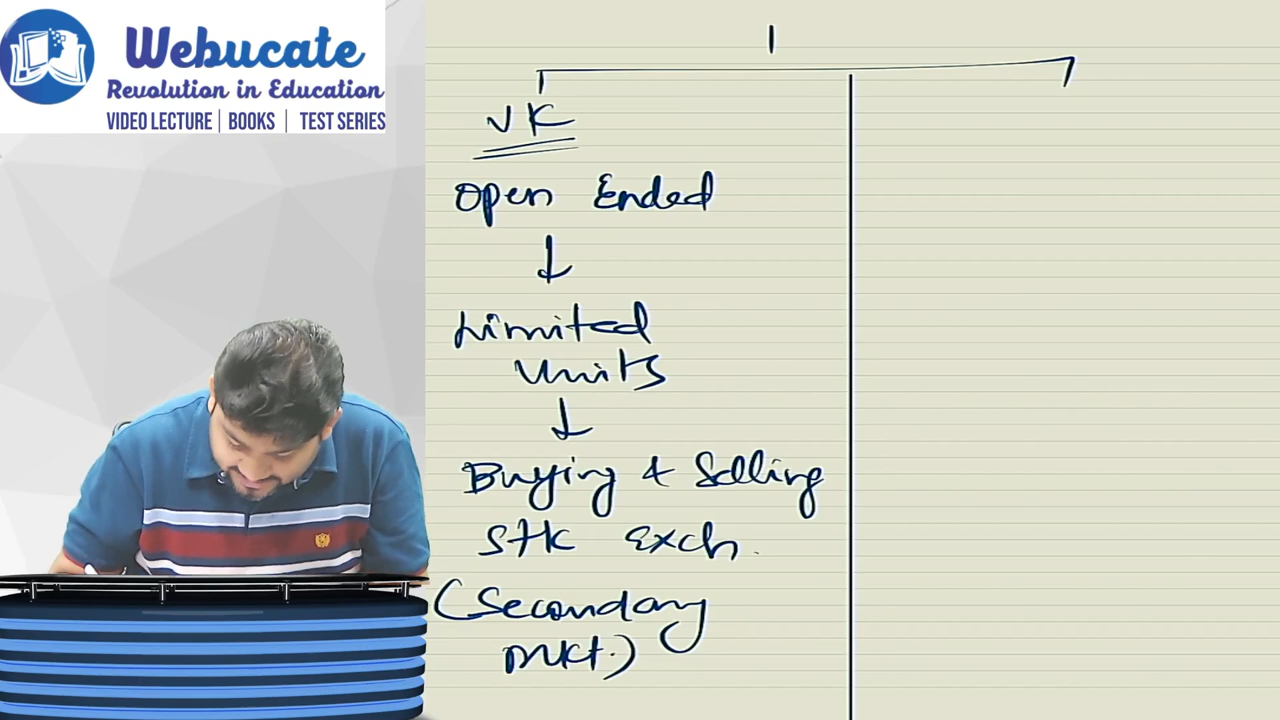 Webucate
Revolution in Education
VIDEO LECTURE | BOOKS | TEST SERIES
UK
Open Ended
Limited
Units
Buying & Selling
Stk Exch.
(Secondary
Mkt.)